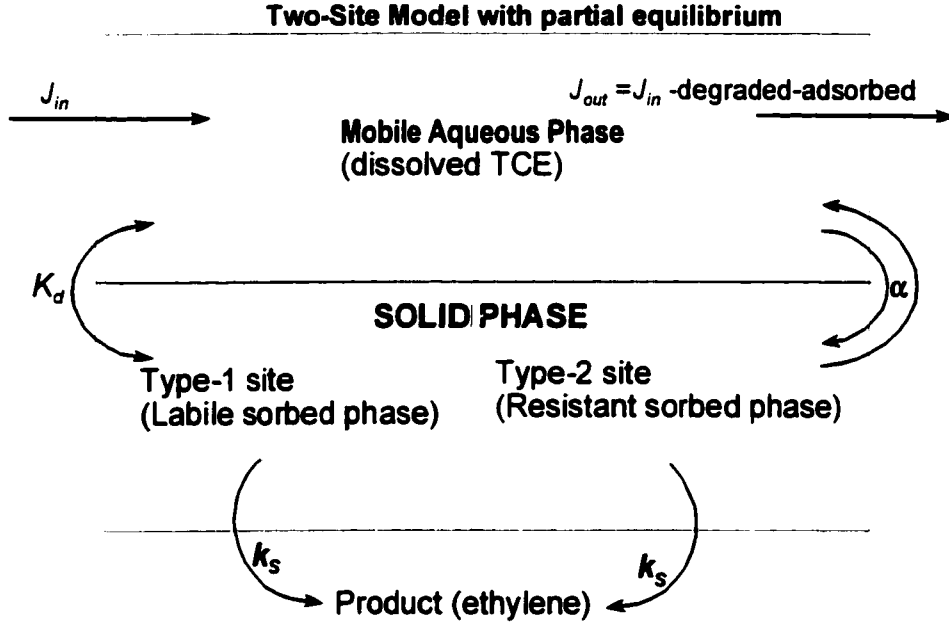 Two-Site Model with partial equilibrium
J_in
J_out = J_in -degraded-adsorbed
Mobile Aqueous Phase
(dissolved TCE)
K_d
α
SOLID PHASE
Type-1 site
(Labile sorbed phase)
Type-2 site
(Resistant sorbed phase)
k_s
k_s
Product (ethylene)